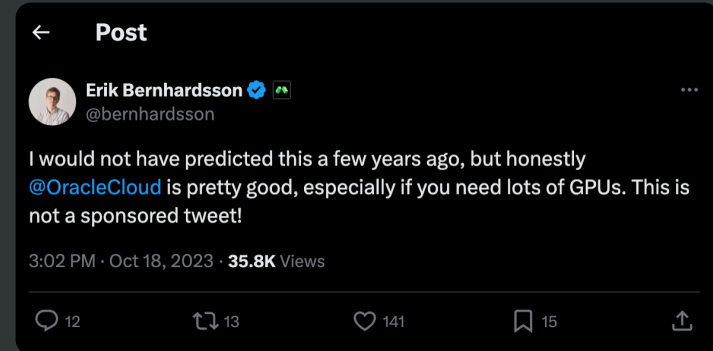 Post
Erik Bernhardsson
@bernhardsson
I would not have predicted this a few years ago, but honestly
@OracleCloud is pretty good, especially if you need lots of GPUs. This is
not a sponsored tweet!
3:02 PM · Oct 18, 2023 · 35.8K Views
12 13 141 15